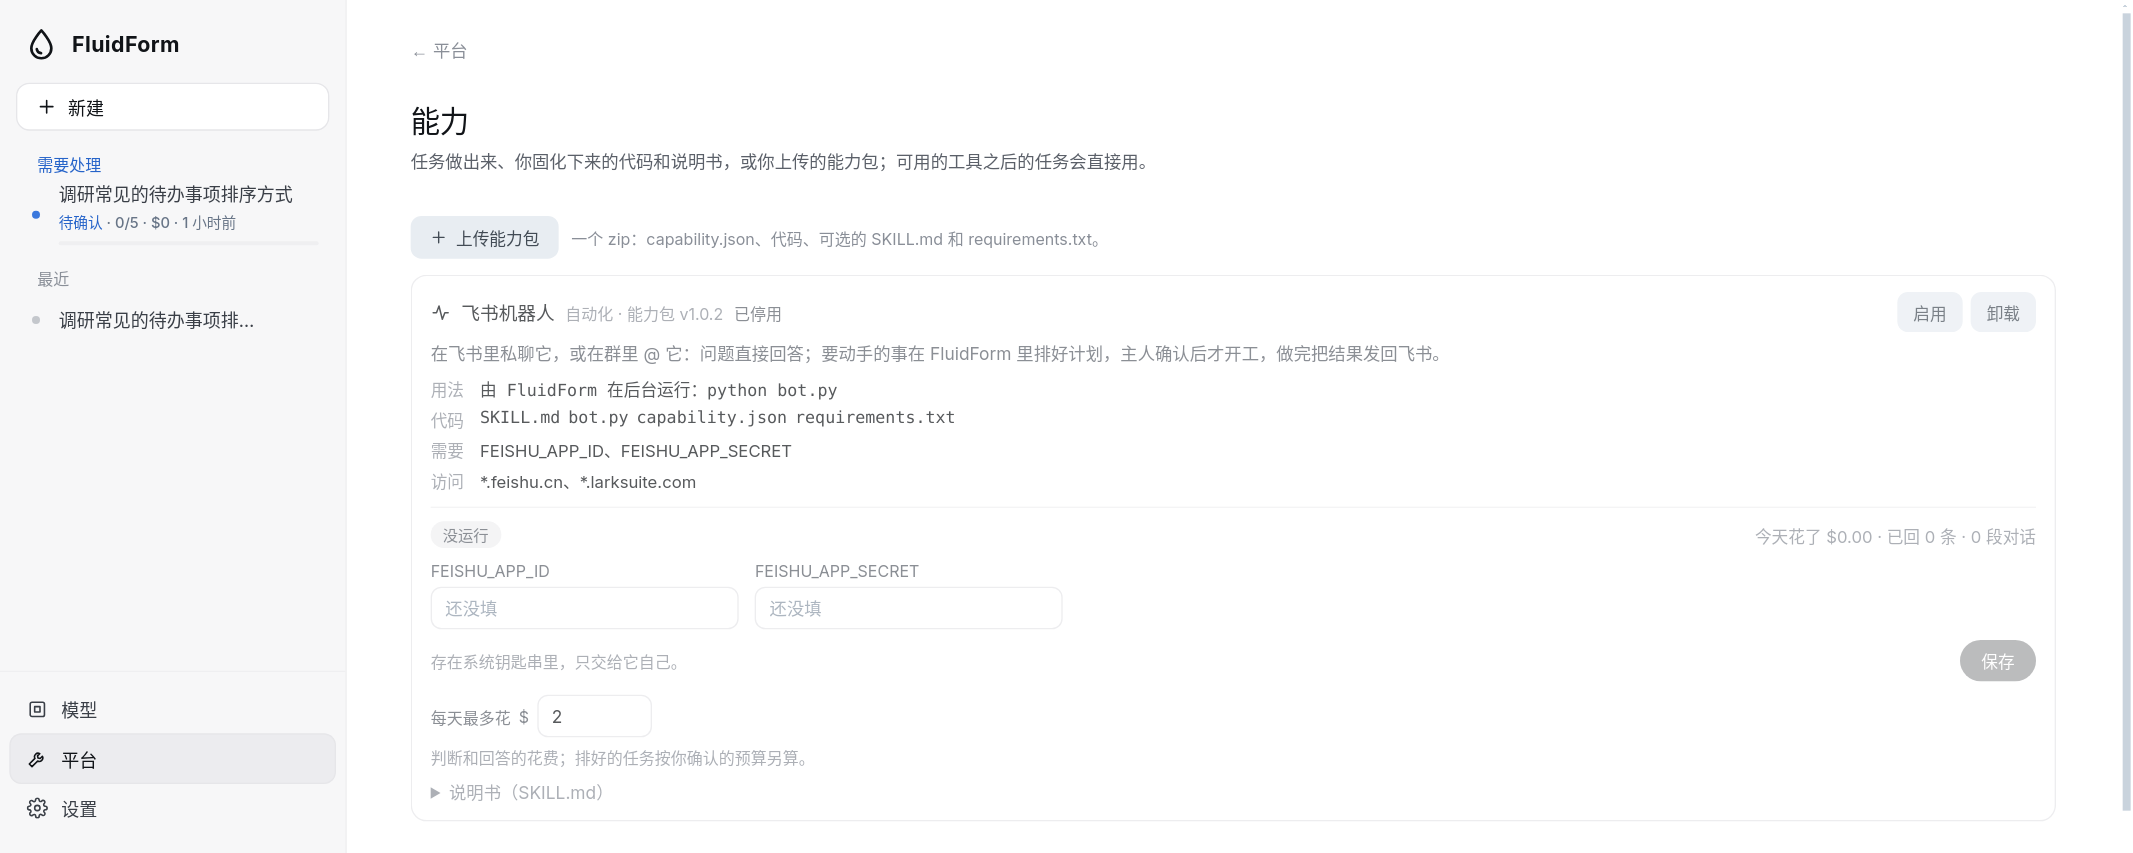 FluidForm
新建
需要处理
调研常见的待办事项排序方式
待确认 · 0/5 · $0 · 1 小时前
最近
调研常见的待办事项排...
模型
平台
设置
← 平台
能力
任务做出来、你固化下来的代码和说明书，或你上传的能力包；可用的工具之后的任务会直接用。
上传能力包 一个 zip：capability.json、代码、可选的 SKILL.md 和 requirements.txt。
飞书机器人 自动化 · 能力包 v1.0.2 已停用 启用 卸载
在飞书里私聊它，或在群里 @ 它：问题直接回答；要动手的事在 FluidForm 里排好计划，主人确认后才开工，做完把结果发回飞书。
用法 由 FluidForm 在后台运行：python bot.py
代码 SKILL.md bot.py capability.json requirements.txt
需要 FEISHU_APP_ID、FEISHU_APP_SECRET
访问 *.feishu.cn、*.larksuite.com
没运行 今天花了 $0.00 · 已回 0 条 · 0 段对话
FEISHU_APP_ID FEISHU_APP_SECRET
还没填 还没填
存在系统钥匙串里，只交给它自己。 保存
每天最多花 $ 2
判断和回答的花费；排好的任务按你确认的预算另算。
说明书（SKILL.md）